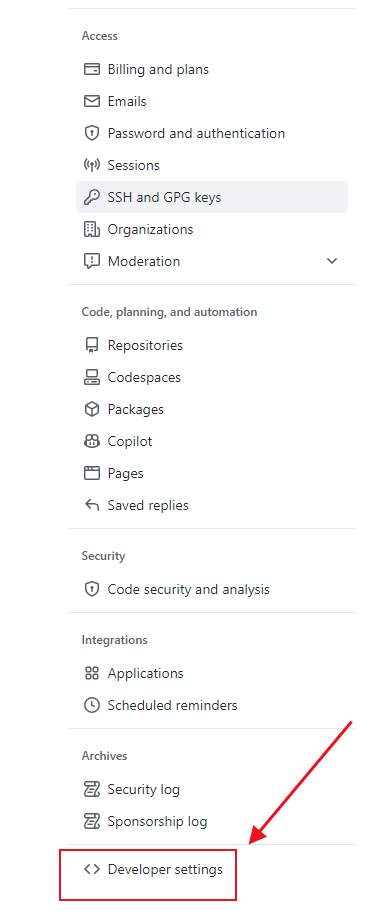 Access
Billing and plans
Emails
Password and authentication
Sessions
SSH and GPG keys
Organizations
Moderation
Code, planning, and automation
Repositories
Codespaces
Packages
Copilot
Pages
Saved replies
Security
Code security and analysis
Integrations
Applications
Scheduled reminders
Archives
Security log
Sponsorship log
Developer settings